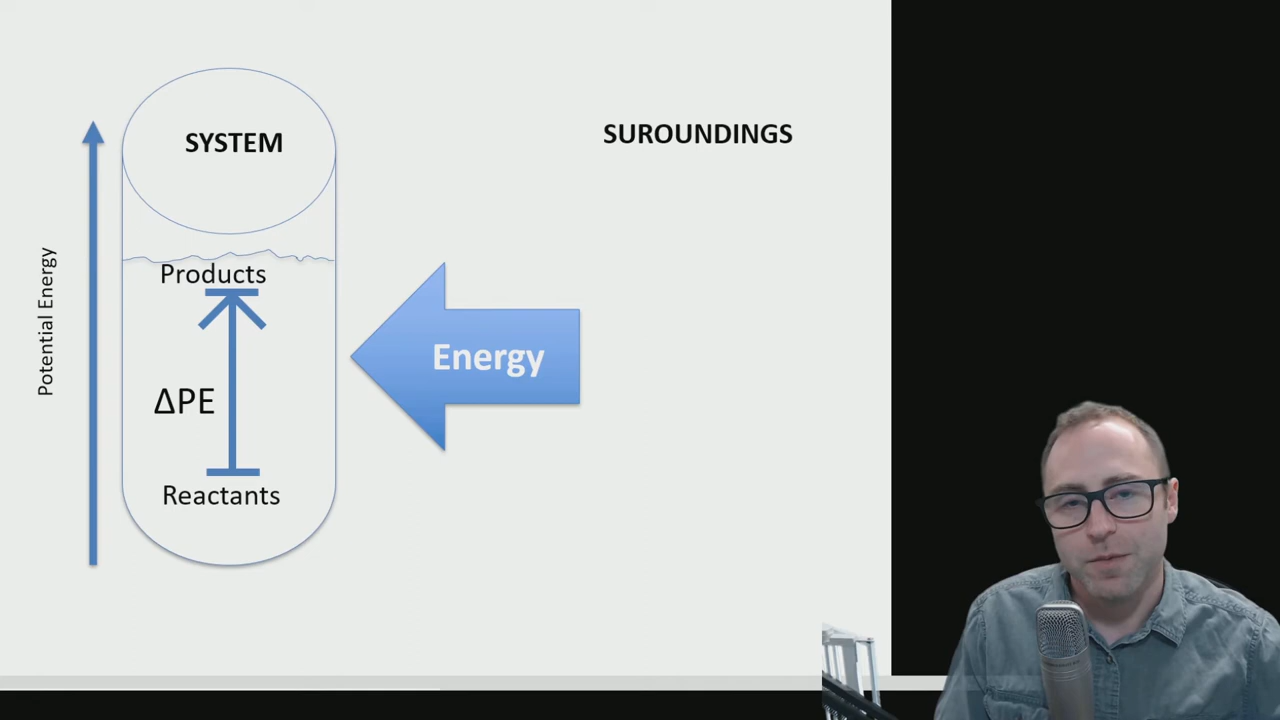 SYSTEM
SUROUNDINGS
Potential Energy
Products
Energy
ΔPE
Reactants